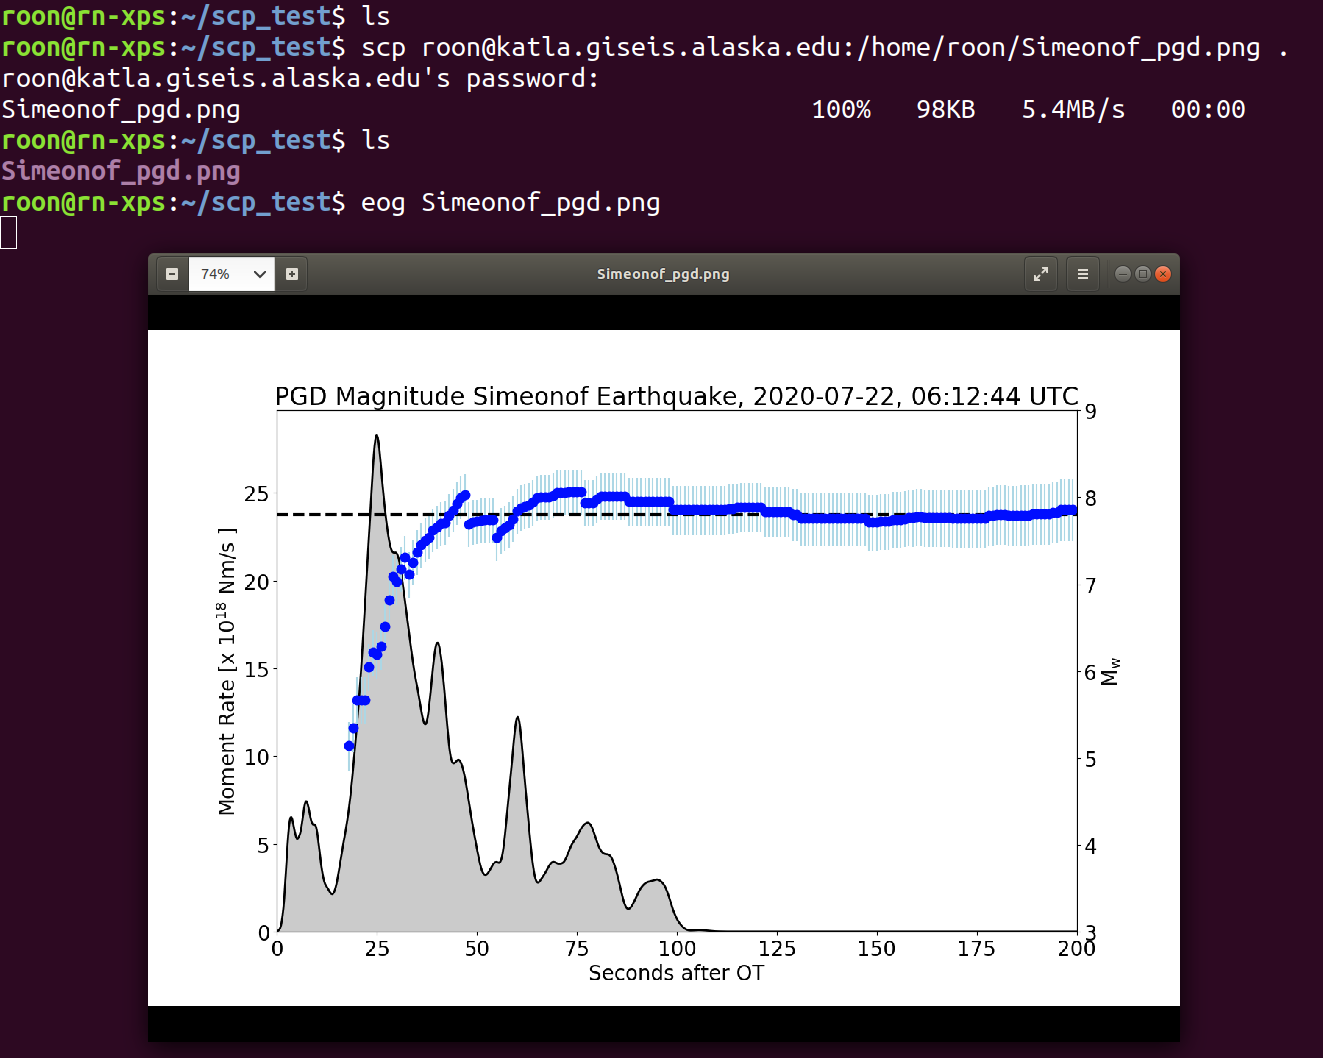 roon@rn-xps:~/scp_test$ ls
roon@rn-xps:~/scp_test$ scp roon@katla.giseis.alaska.edu:/home/roon/Simeonof_pgd.png .
roon@katla.giseis.alaska.edu's password:
Simeonof_pgd.png 100% 98KB 5.4MB/s 00:00
roon@rn-xps:~/scp_test$ ls
Simeonof_pgd.png
roon@rn-xps:~/scp_test$ eog Simeonof_pgd.png
74% Simeonof_pgd.png
PGD Magnitude Simeonof Earthquake, 2020-07-22, 06:12:44 UTC
Moment Rate [x 10¹⁸ Nm/s ]
25
20
15
10
5
0
9
8
7
6
5
4
3
M_w
0 25 50 75 100 125 150 175 200
Seconds after OT